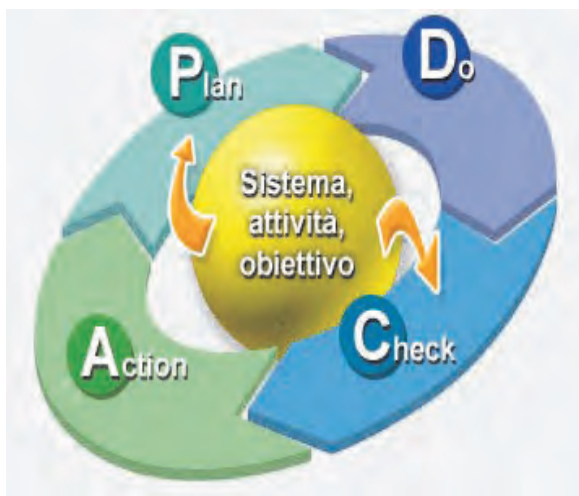 Plan
Do
Sistema,
attività,
obiettivo
Check
Action